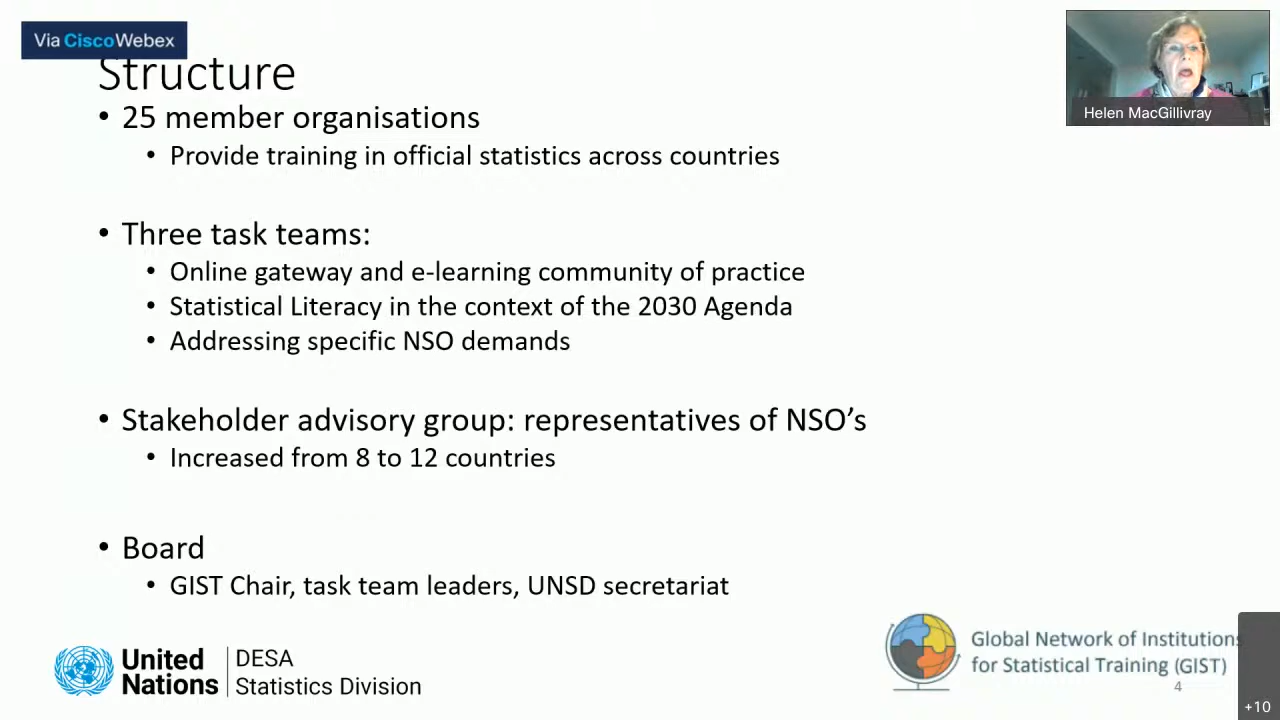 Via CiscoWebex
Structure
• 25 member organisations
• Provide training in official statistics across countries
• Three task teams:
• Online gateway and e-learning community of practice
• Statistical Literacy in the context of the 2030 Agenda
• Addressing specific NSO demands
• Stakeholder advisory group: representatives of NSO’s
• Increased from 8 to 12 countries
• Board
• GIST Chair, task team leaders, UNSD secretariat
Helen MacGillivray
United
Nations
DESA
Statistics Division
Global Network of Institutions
for Statistical Training (GIST)
4
+10